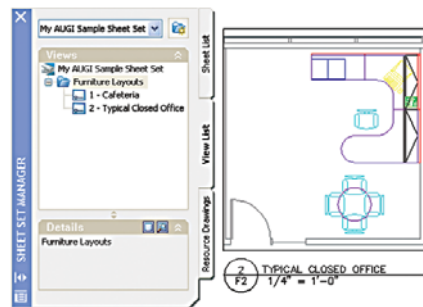 My AUGI Sample Sheet Set
Views
My AUGI Sample Sheet Set
Furniture Layouts
1 - Cafeteria
2 - Typical Closed Office
Details
Furniture Layouts
SHEET SET MANAGER
Sheet List
View List
Resource Drawings
2
F2
TYPICAL CLOSED OFFICE
1/4" = 1'-0"